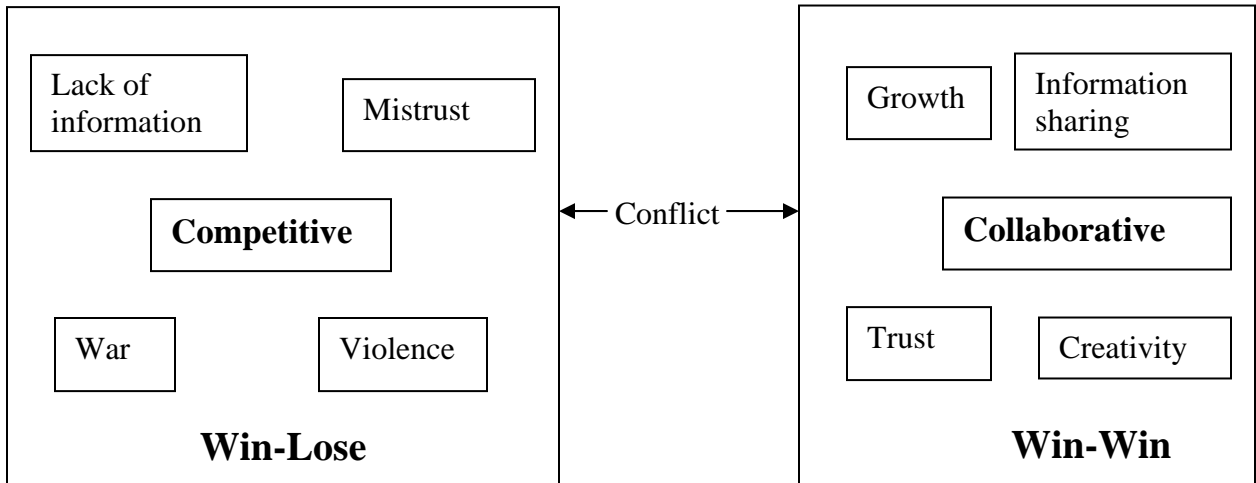 Lack of
information
Mistrust
Competitive
War
Violence
Win-Lose
Conflict
Growth
Information
sharing
Collaborative
Trust
Creativity
Win-Win